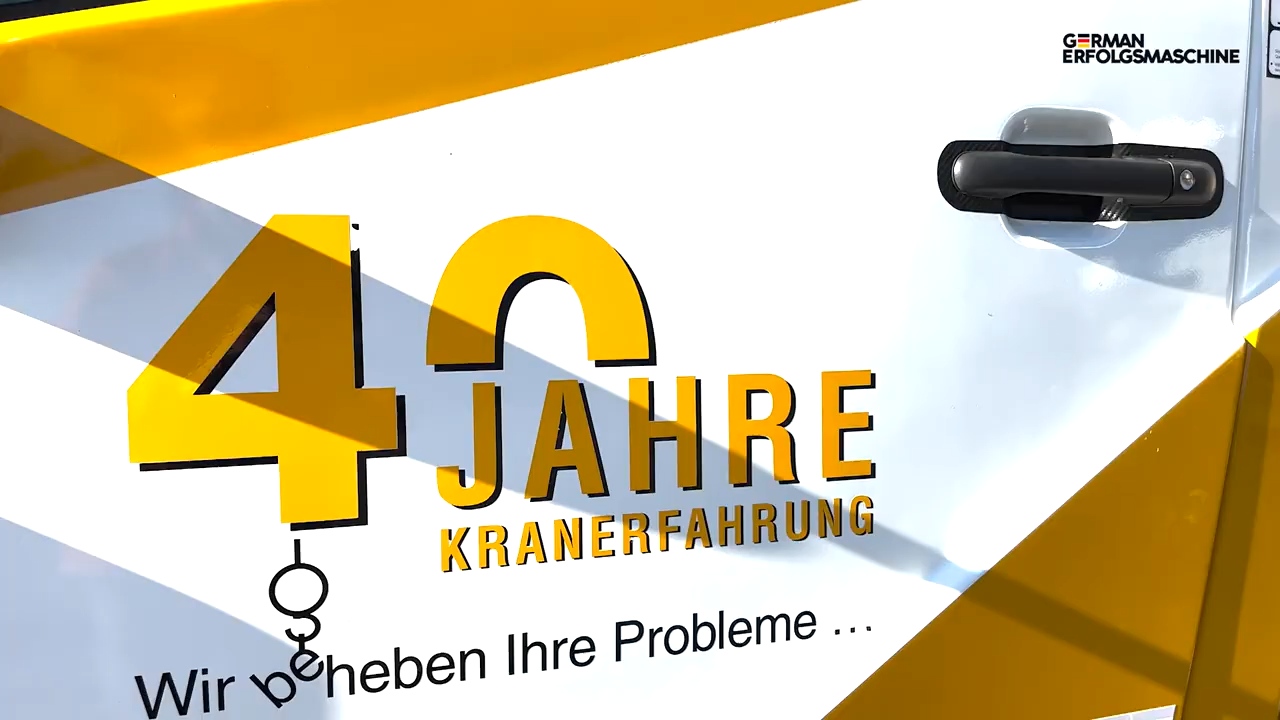 GERMAN
ERFOLGSMASCHINE
40
JAHRE
KRANERFAHRUNG
Wir beheben Ihre Probleme ...